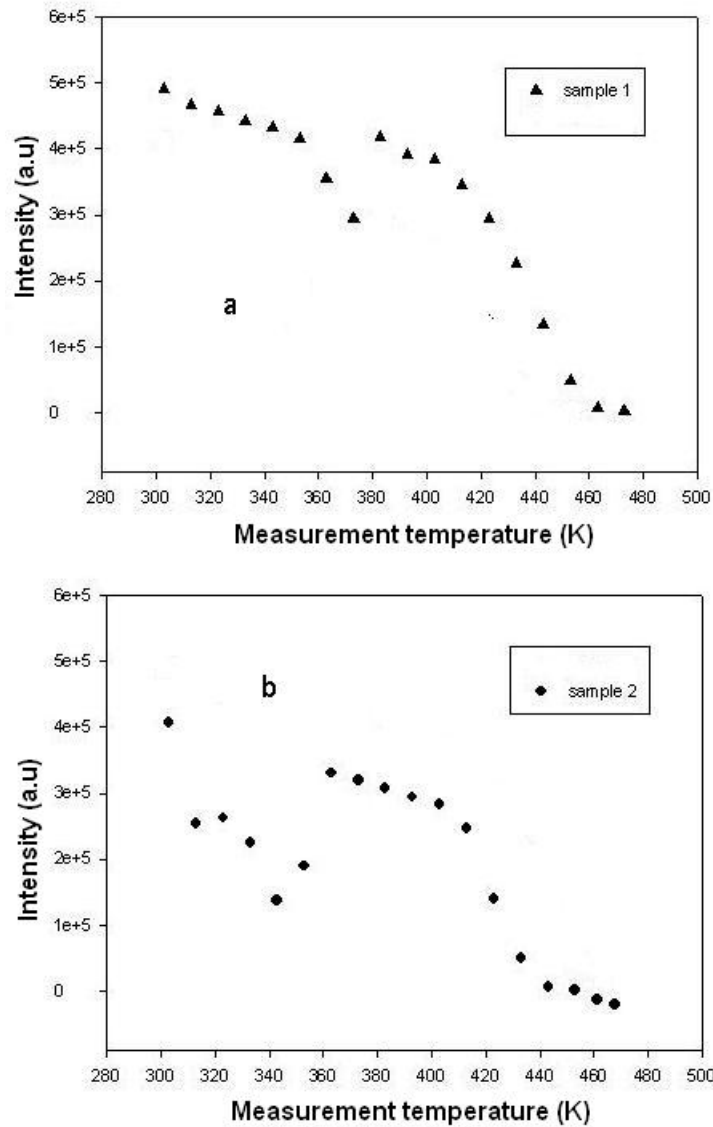 6e+5
5e+5
4e+5
3e+5
2e+5
1e+5
0
Intensity (a.u)
sample 1
a
280 300 320 340 360 380 400 420 440 460 480 500
Measurement temperature (K)
6e+5
5e+5
4e+5
3e+5
2e+5
1e+5
0
Intensity (a.u)
b
sample 2
280 300 320 340 360 380 400 420 440 460 480 500
Measurement temperature (K)